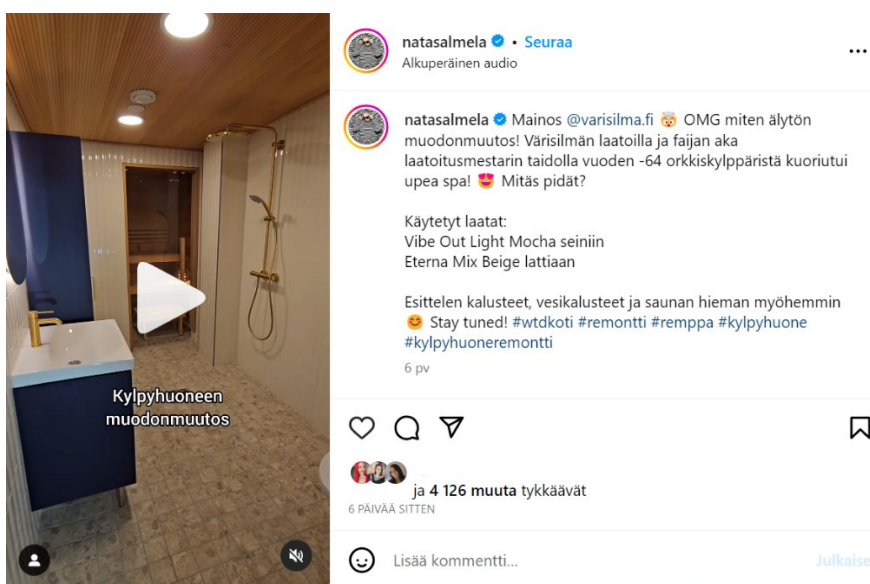 natasalmela • Seuraa
Alkuperäinen audio
natasalmela Mainos @varisilma.fi 🤯 OMG miten älytön
muodonmuutos! Värisilmän laatoilla ja faijan aka
laatoitusmestarin taidolla vuoden -64 orkkiskylppäristä kuoriutui
upea spa! 😍 Mitäs pidät?
Käytetyt laatat:
Vibe Out Light Mocha seiniin
Eterna Mix Beige lattiaan
Esittelen kalusteet, vesikalusteet ja saunan hieman myöhemmin
😊 Stay tuned! #wtdkoti #remontti #remppa #kylpyhuone
#kylpyhuoneremontti
6 pv
Kylpyhuoneen
muodonmuutos
ja 4 126 muuta tykkäävät
6 PÄIVÄÄ SITTEN
Lisää kommentti...
Julkaise